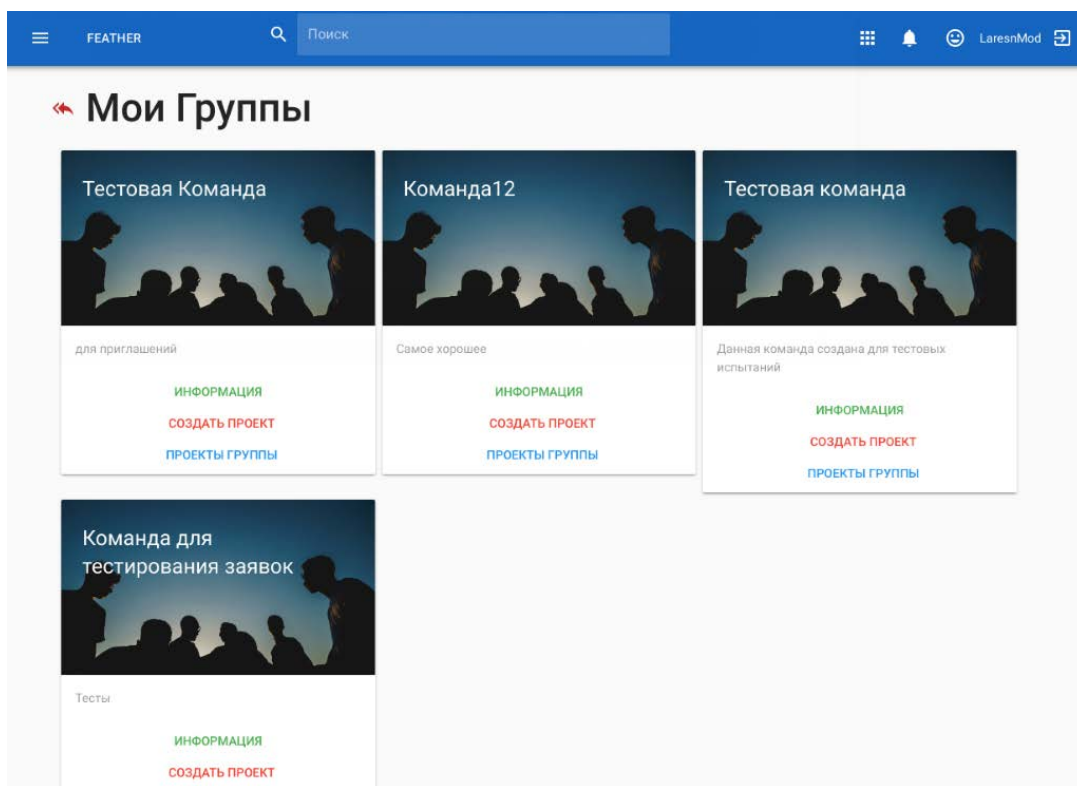 FEATHER
Поиск
LaresnMod
Мои Группы
Тестовая Команда
для приглашений
ИНФОРМАЦИЯ
СОЗДАТЬ ПРОЕКТ
ПРОЕКТЫ ГРУППЫ
Команда12
Самое хорошее
ИНФОРМАЦИЯ
СОЗДАТЬ ПРОЕКТ
ПРОЕКТЫ ГРУППЫ
Тестовая команда
Данная команда создана для тестовых
испытаний
ИНФОРМАЦИЯ
СОЗДАТЬ ПРОЕКТ
ПРОЕКТЫ ГРУППЫ
Команда для
тестирования заявок
Тесты
ИНФОРМАЦИЯ
СОЗДАТЬ ПРОЕКТ